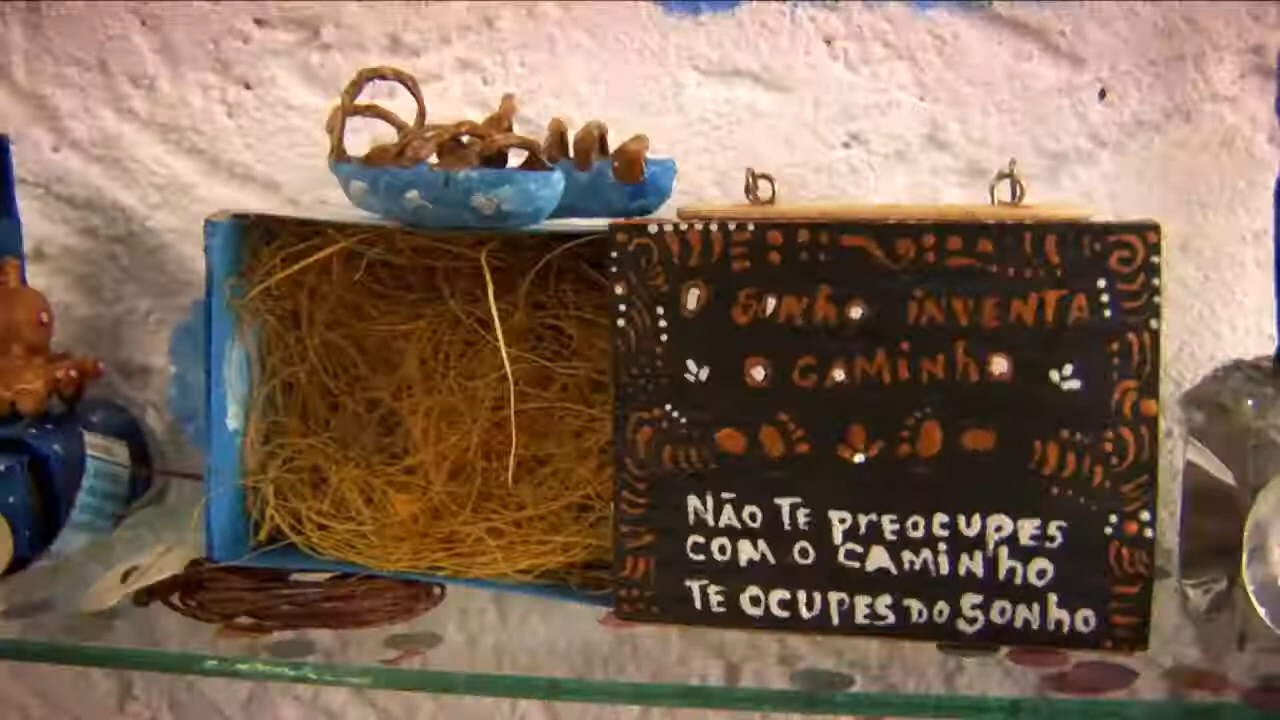 O SONhO iNVENTA
O CAMiNhO
NÃO TE PREOCUPES
COM O CAMiNhO
TE OCUPES DO SONhO